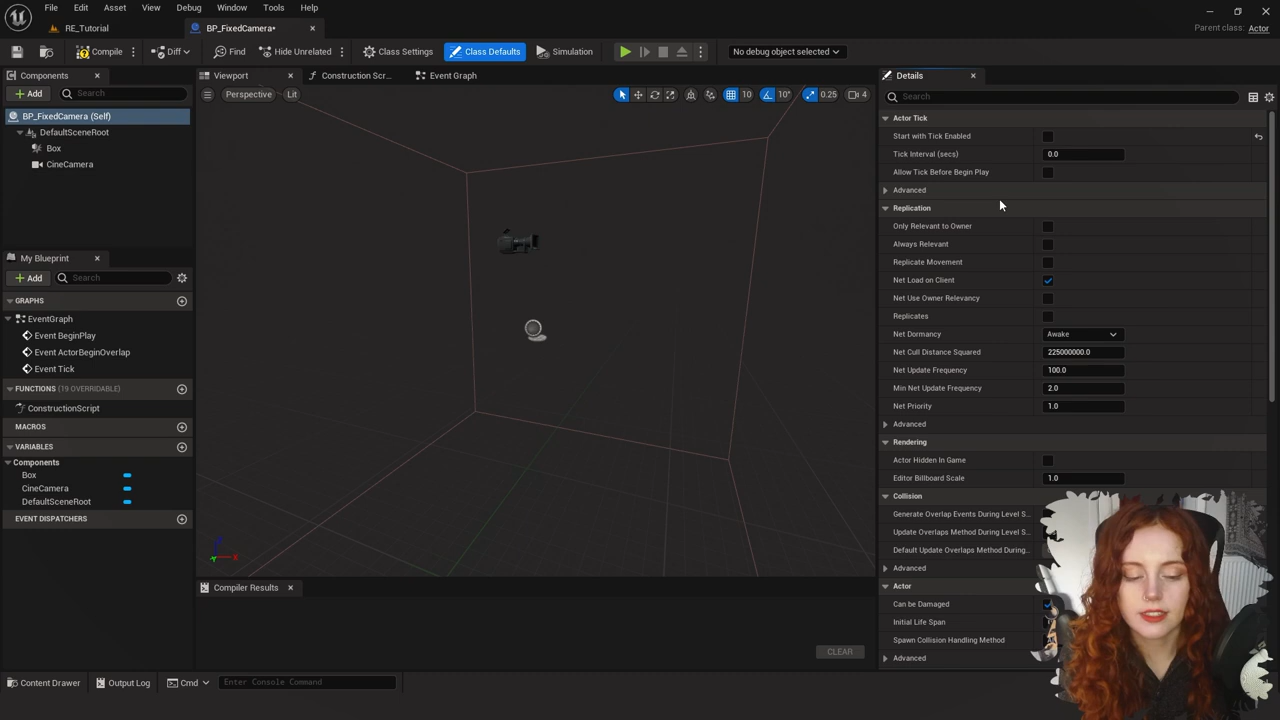 File Edit Asset View Debug Window Tools Help
Parent class: Actor
RE_Tutorial
BP_FixedCamera*
Compile
Diff
Find
Hide Unrelated
Class Settings
Class Defaults
Simulation
No debug object selected
Components
Viewport
Construction Scr...
Event Graph
Details
Add
Search
Perspective
Lit
10
10°
0.25
4
Search
BP_FixedCamera (Self)
DefaultSceneRoot
Box
CineCamera
My Blueprint
Add
Search
GRAPHS
EventGraph
Event BeginPlay
Event ActorBeginOverlap
Event Tick
FUNCTIONS (19 OVERRIDABLE)
ConstructionScript
MACROS
VARIABLES
Components
Box
CineCamera
DefaultSceneRoot
EVENT DISPATCHERS
Actor Tick
Start with Tick Enabled
Tick Interval (secs) 0.0
Allow Tick Before Begin Play
Advanced
Replication
Only Relevant to Owner
Always Relevant
Replicate Movement
Net Load on Client
Net Use Owner Relevancy
Replicates
Net Dormancy Awake
Net Cull Distance Squared 225000000.0
Net Update Frequency 100.0
Min Net Update Frequency 2.0
Net Priority 1.0
Advanced
Rendering
Actor Hidden In Game
Editor Billboard Scale 1.0
Collision
Generate Overlap Events During Level S...
Update Overlaps Method During Level S...
Default Update Overlaps Method During...
Advanced
Actor
Can be Damaged
Initial Life Span
Spawn Collision Handling Method
Advanced
Compiler Results
CLEAR
Content Drawer
Output Log
Cmd
Enter Console Command